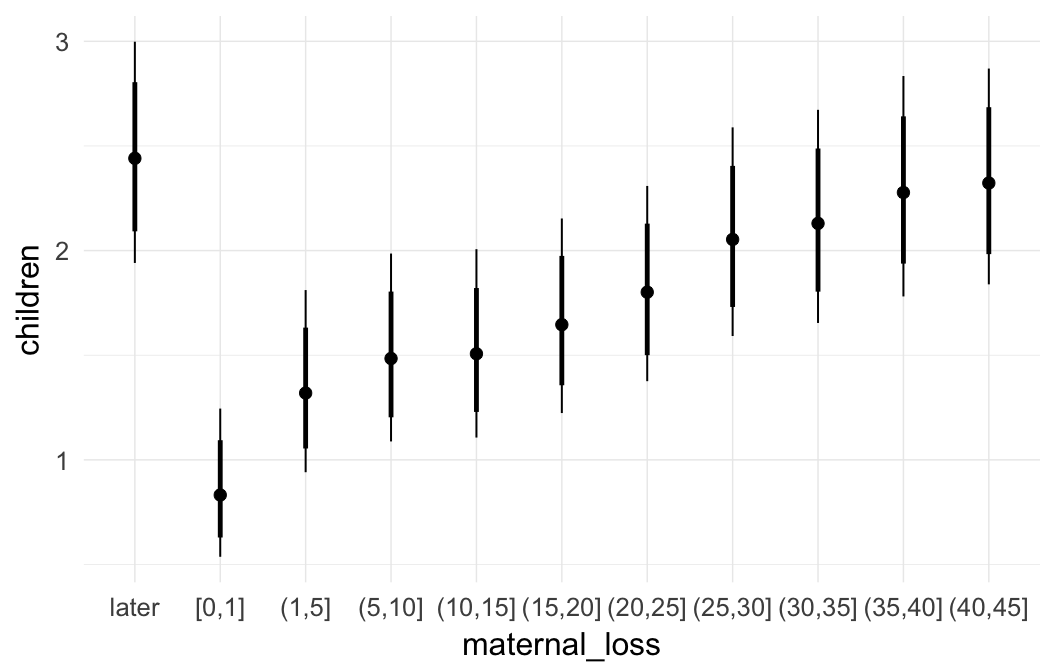 3
2
1
children
later [0,1] (1,5] (5,10] (10,15] (15,20] (20,25] (25,30] (30,35] (35,40] (40,45]
maternal_loss